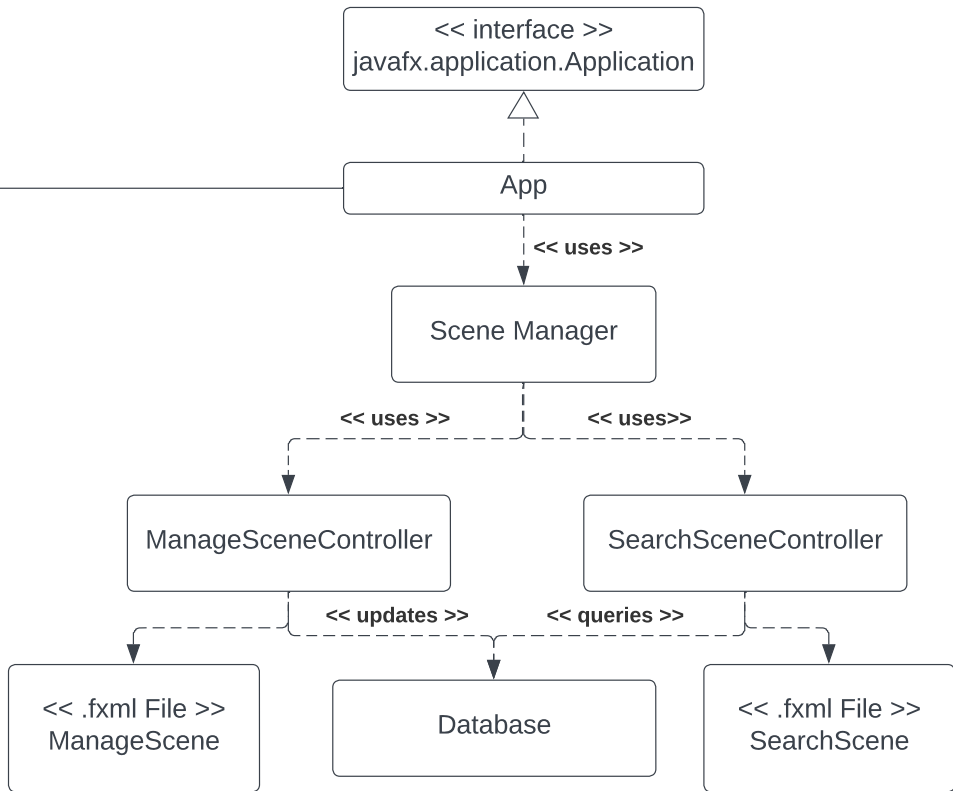 << interface >>
javafx.application.Application
App
<< uses >>
Scene Manager
<< uses >>
<< uses>>
ManageSceneController
SearchSceneController
<< updates >>
<< queries >>
<< .fxml File >>
ManageScene
Database
<< .fxml File >>
SearchScene